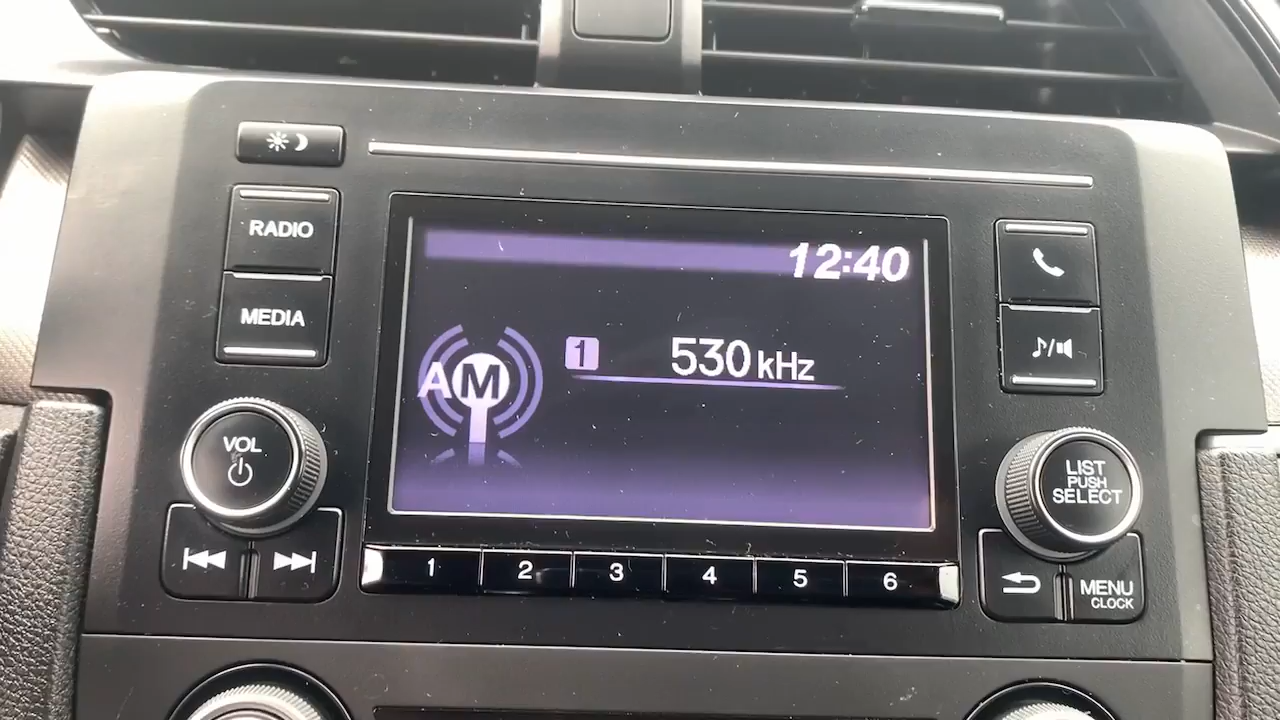 RADIO
MEDIA
VOL
12:40
AM
1
530 kHz
LIST
PUSH
SELECT
1 2 3 4 5 6
MENU
CLOCK